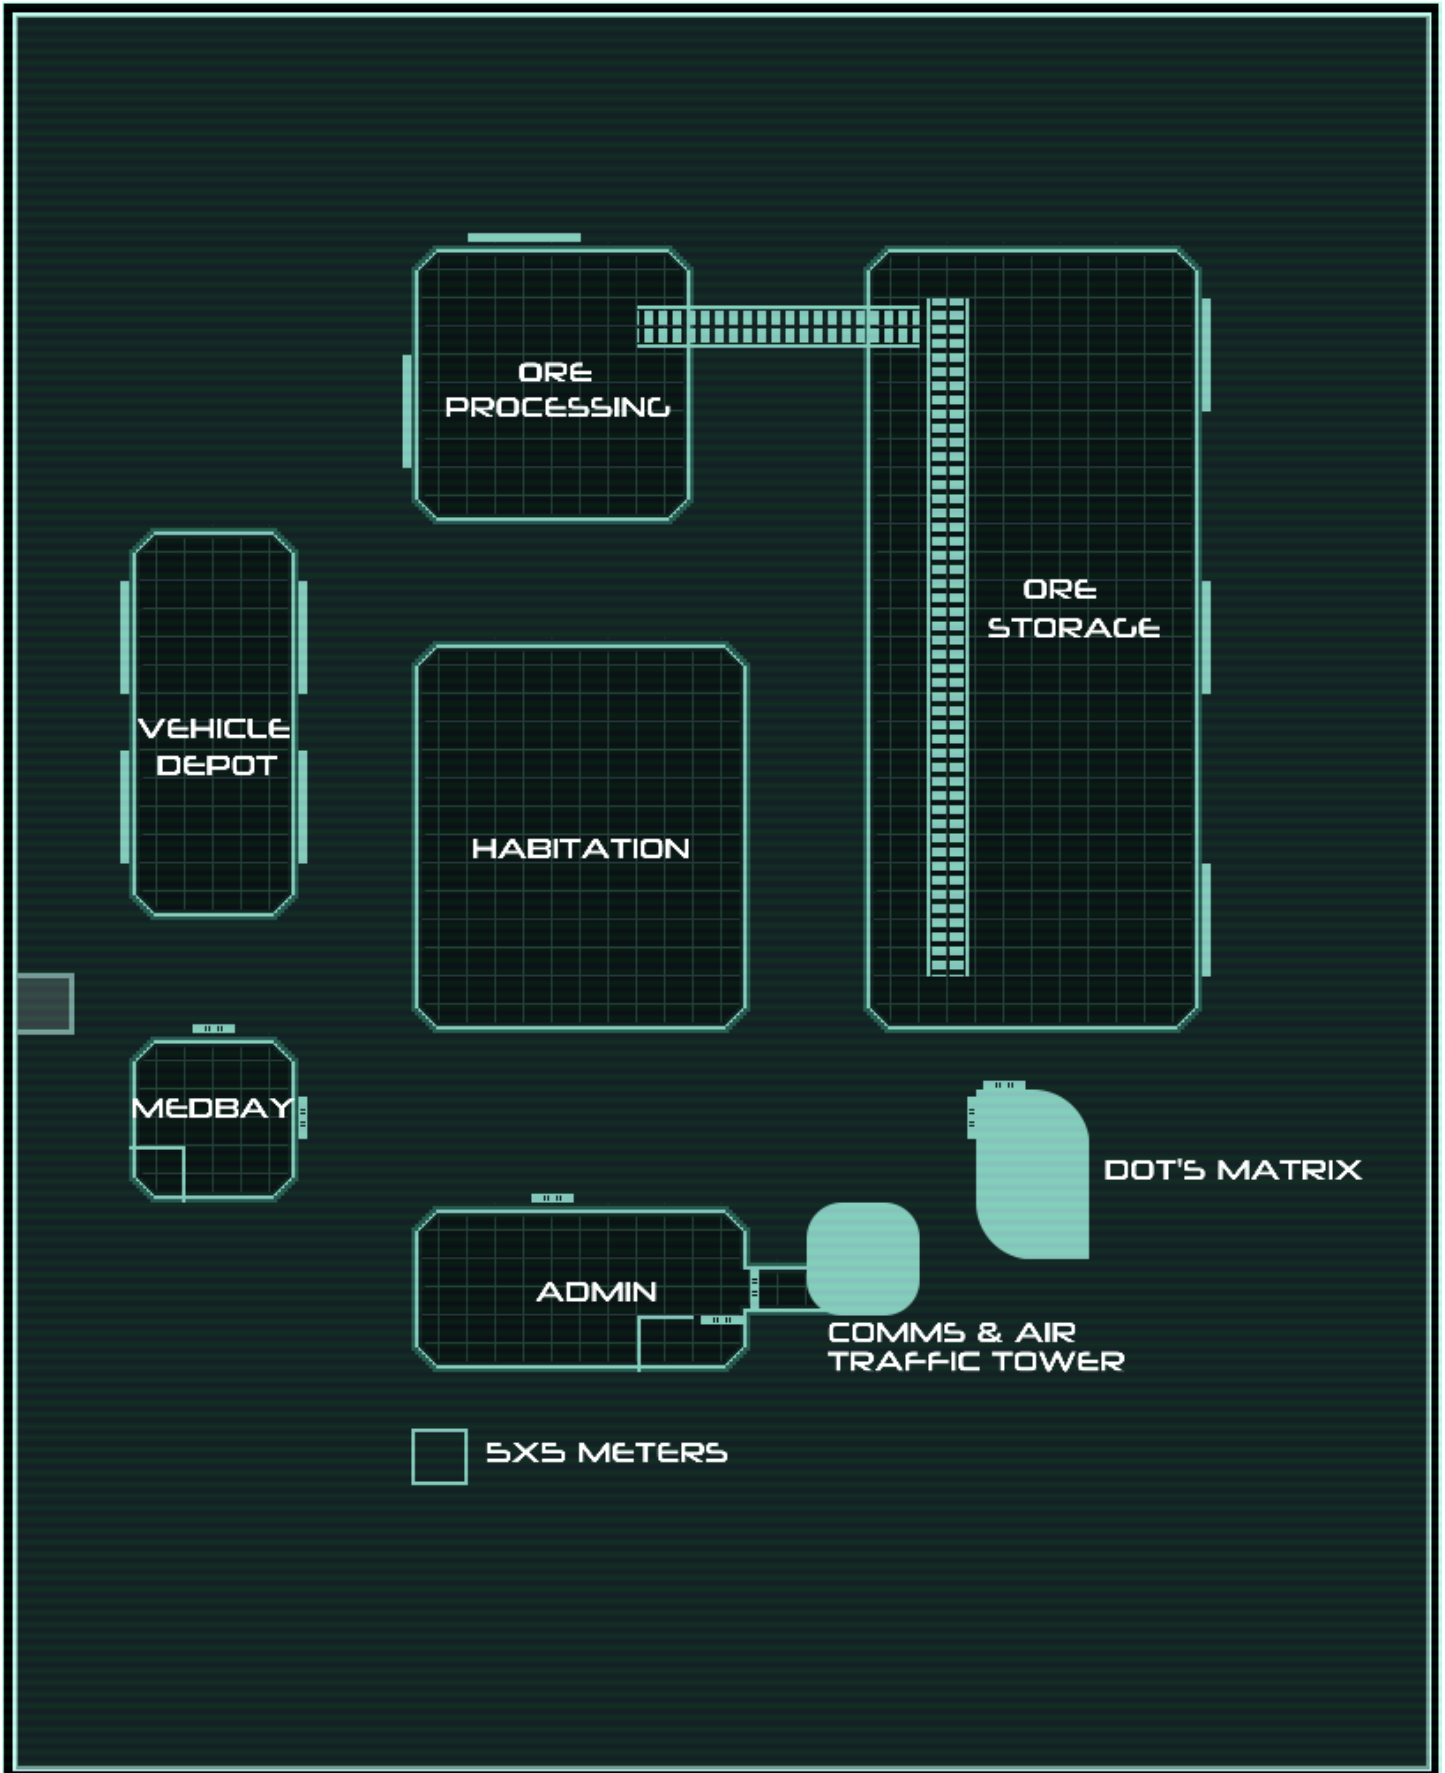 ORE
PROCESSING
ORE
STORAGE
VEHICLE
DEPOT
HABITATION
MEDBAY
DOT'S MATRIX
ADMIN
COMMS & AIR
TRAFFIC TOWER
5X5 METERS